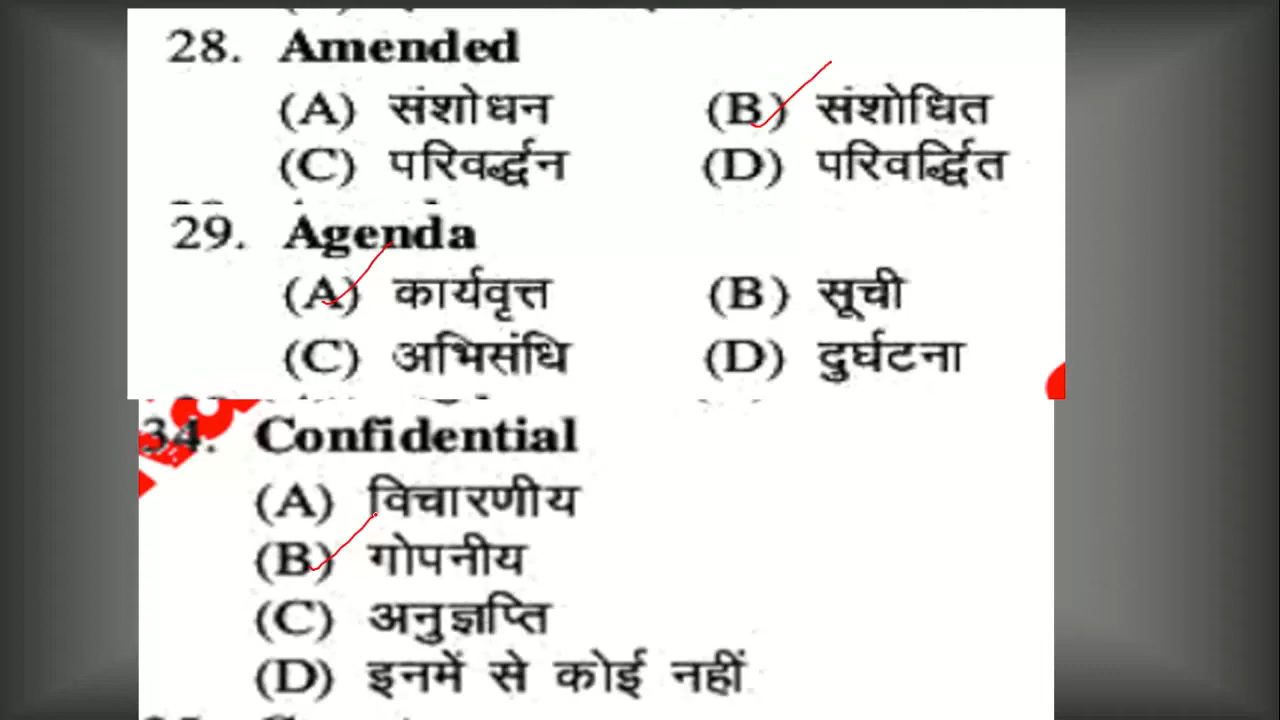 28. Amended
(A) संशोधन (B) संशोधित
(C) परिवर्द्धन (D) परिवर्द्धित
29. Agenda
(A) कार्यवृत्त (B) सूची
(C) अभिसंधि (D) दुर्घटना
34. Confidential
(A) विचारणीय
(B) गोपनीय
(C) अनुज्ञप्ति
(D) इनमें से कोई नहीं